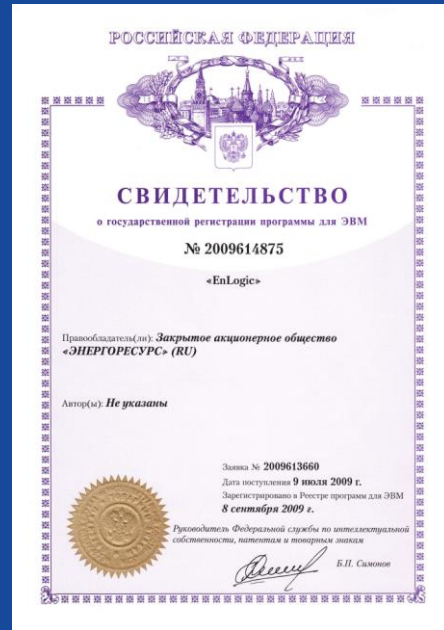 РОССИЙСКАЯ ФЕДЕРАЦИЯ
СВИДЕТЕЛЬСТВО
о государственной регистрации программы для ЭВМ
№ 2009614875
«EnLogic»
Правообладатель(ли): Закрытое акционерное общество
«ЭНЕРГОРЕСУРС» (RU)
Автор(ы): Не указаны
Заявка № 2009613660
Дата поступления 9 июля 2009 г.
Зарегистрировано в Реестре программ для ЭВМ
8 сентября 2009 г.
Руководитель Федеральной службы по интеллектуальной
собственности, патентам и товарным знакам
Б.П. Симонов